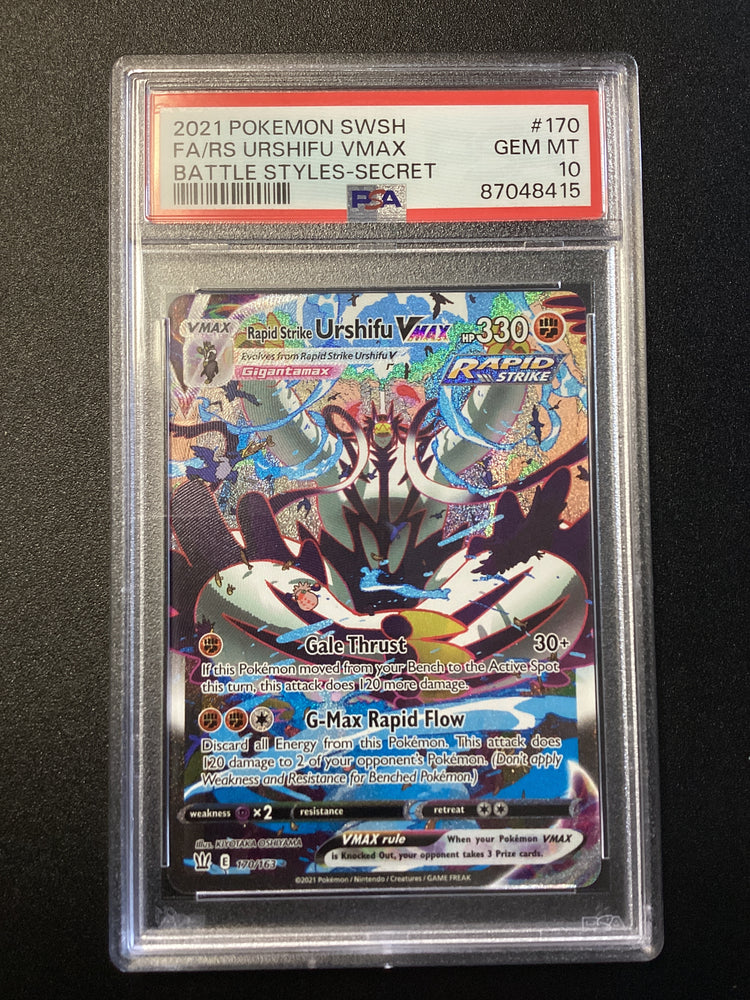 2021 POKEMON SWSH #170
FA/RS URSHIFU VMAX GEM MT
BATTLE STYLES-SECRET 10
PSA 87048415
VMAX Rapid Strike Urshifu VMAX HP 330
Evolves from Rapid Strike Urshifu V
Gigantamax
RAPID
STRIKE
Gale Thrust 30+
If this Pokémon moved from your Bench to the Active Spot
this turn, this attack does 120 more damage.
G-Max Rapid Flow
Discard all Energy from this Pokémon. This attack does
120 damage to 2 of your opponent's Pokémon. (Don't apply
Weakness and Resistance for Benched Pokémon.)
weakness ×2 resistance retreat
Illus. KIYOTAKA OSHIYAMA
E 170/163
VMAX rule When your Pokémon VMAX
is Knocked Out, your opponent takes 3 Prize cards.
©2021 Pokémon / Nintendo / Creatures / GAME FREAK
PSA